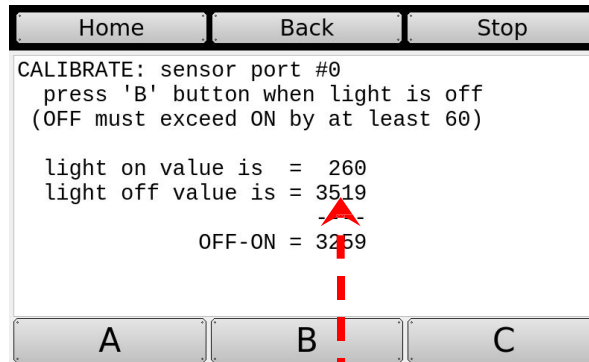 Home Back Stop
CALIBRATE: sensor port #0
press 'B' button when light is off
(OFF must exceed ON by at least 60)
light on value is = 260
light off value is = 3519
----
OFF-ON = 3259
A B C